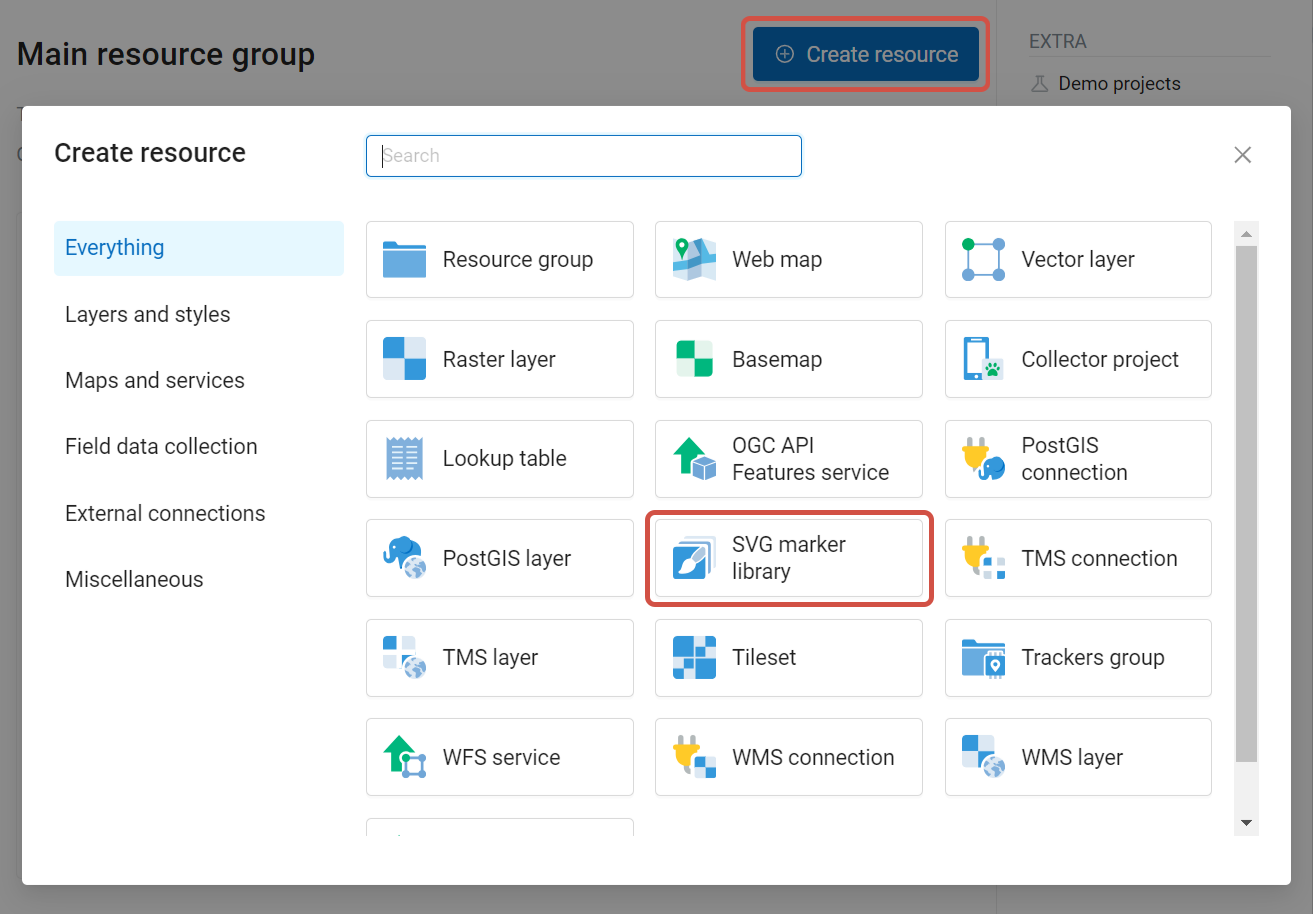 Main resource group
Create resource
EXTRA
Demo projects
Create resource
Search
Everything
Layers and styles
Maps and services
Field data collection
External connections
Miscellaneous
Resource group
Web map
Vector layer
Raster layer
Basemap
Collector project
Lookup table
OGC API
Features service
PostGIS
connection
PostGIS layer
SVG marker
library
TMS connection
TMS layer
Tileset
Trackers group
WFS service
WMS connection
WMS layer